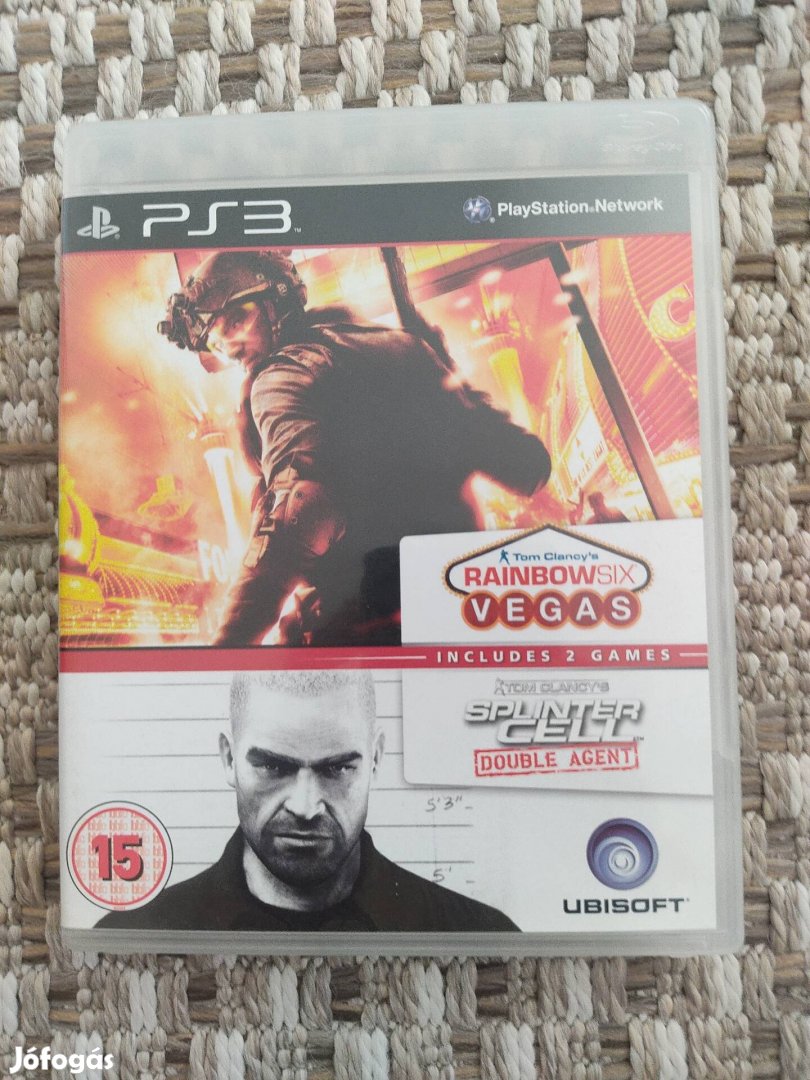 PS3
PlayStation®Network
Tom Clancy's
RAINBOWSIX
VEGAS
INCLUDES 2 GAMES
TOM CLANCY'S
SPLINTER
CELL
DOUBLE AGENT
5'3"
5'
15
UBISOFT
Jófogás